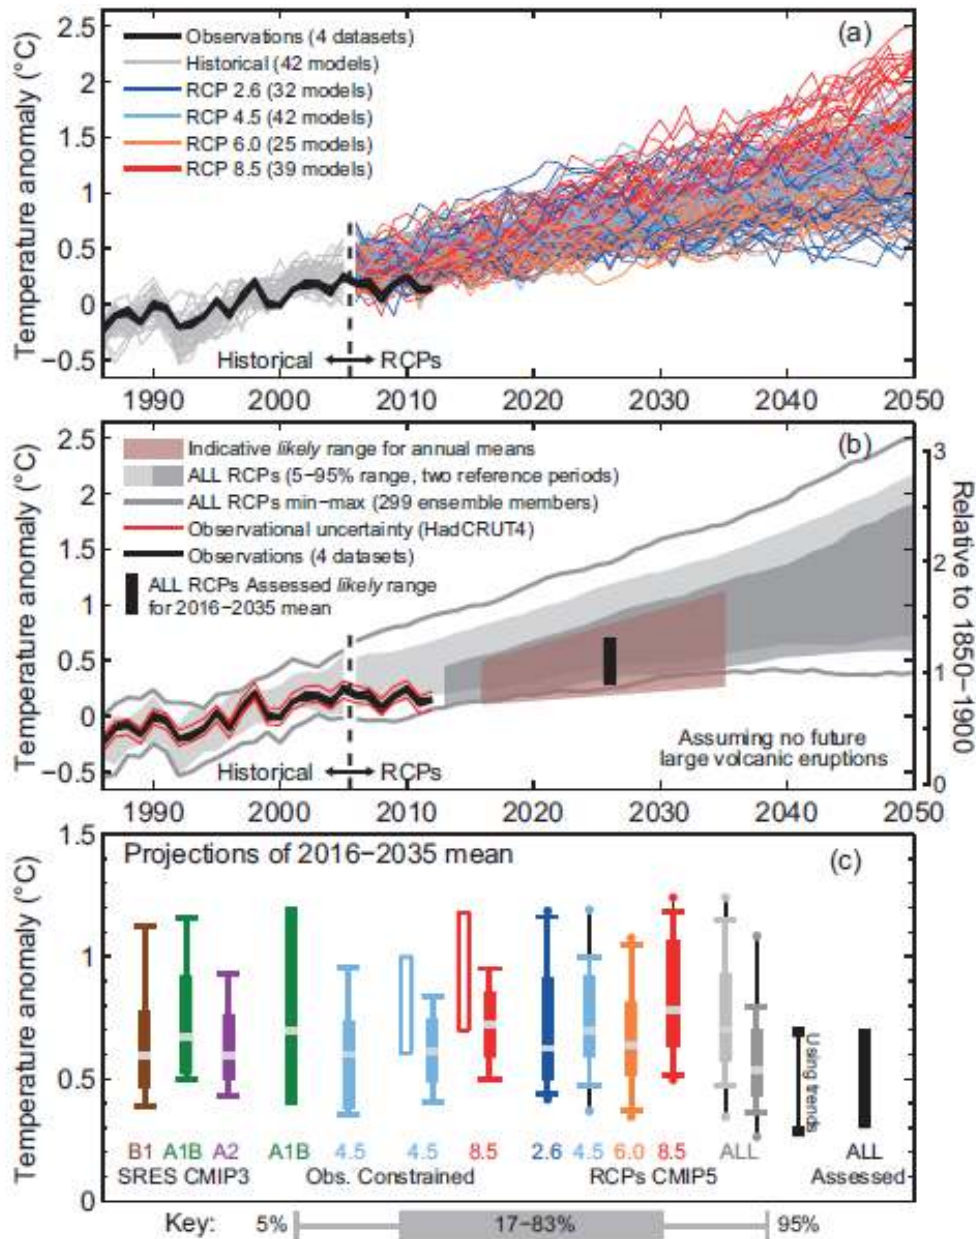 2.5
2
1.5
1
0.5
0
−0.5
Temperature anomaly (°C)
(a)
Observations (4 datasets)
Historical (42 models)
RCP 2.6 (32 models)
RCP 4.5 (42 models)
RCP 6.0 (25 models)
RCP 8.5 (39 models)
Historical RCPs
1990 2000 2010 2020 2030 2040 2050
2.5
2
1.5
1
0.5
0
−0.5
Temperature anomaly (°C)
(b)
Indicative likely range for annual means
ALL RCPs (5−95% range, two reference periods)
ALL RCPs min−max (299 ensemble members)
Observational uncertainty (HadCRUT4)
Observations (4 datasets)
ALL RCPs Assessed likely range
for 2016−2035 mean
Historical RCPs
Assuming no future
large volcanic eruptions
3
2
1
0
Relative to 1850−1900
1990 2000 2010 2020 2030 2040 2050
1.5
1
0.5
0
Temperature anomaly (°C)
Projections of 2016−2035 mean
(c)
Using trends
B1 A1B A2 A1B 4.5 4.5 8.5 2.6 4.5 6.0 8.5 ALL ALL
SRES CMIP3 Obs. Constrained RCPs CMIP5 Assessed
Key: 5% 17−83% 95%